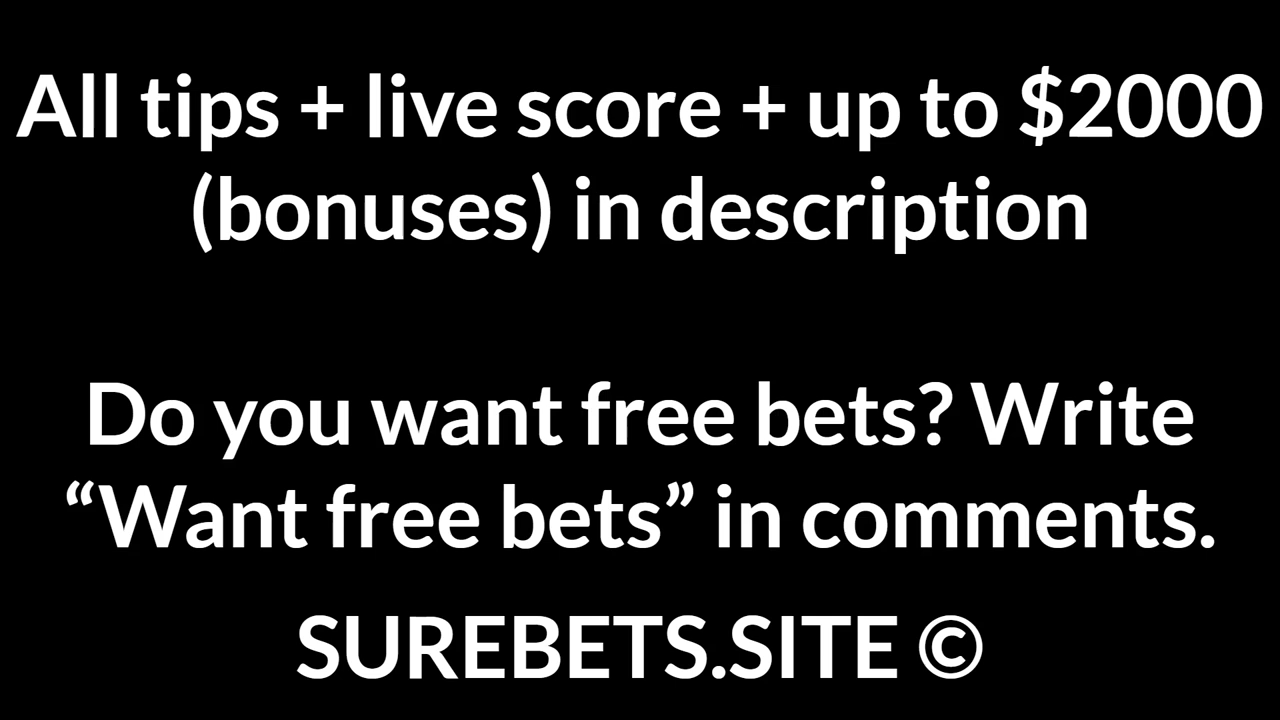 All tips + live score + up to $2000
(bonuses) in description
Do you want free bets? Write
“Want free bets” in comments.
SUREBETS.SITE ©